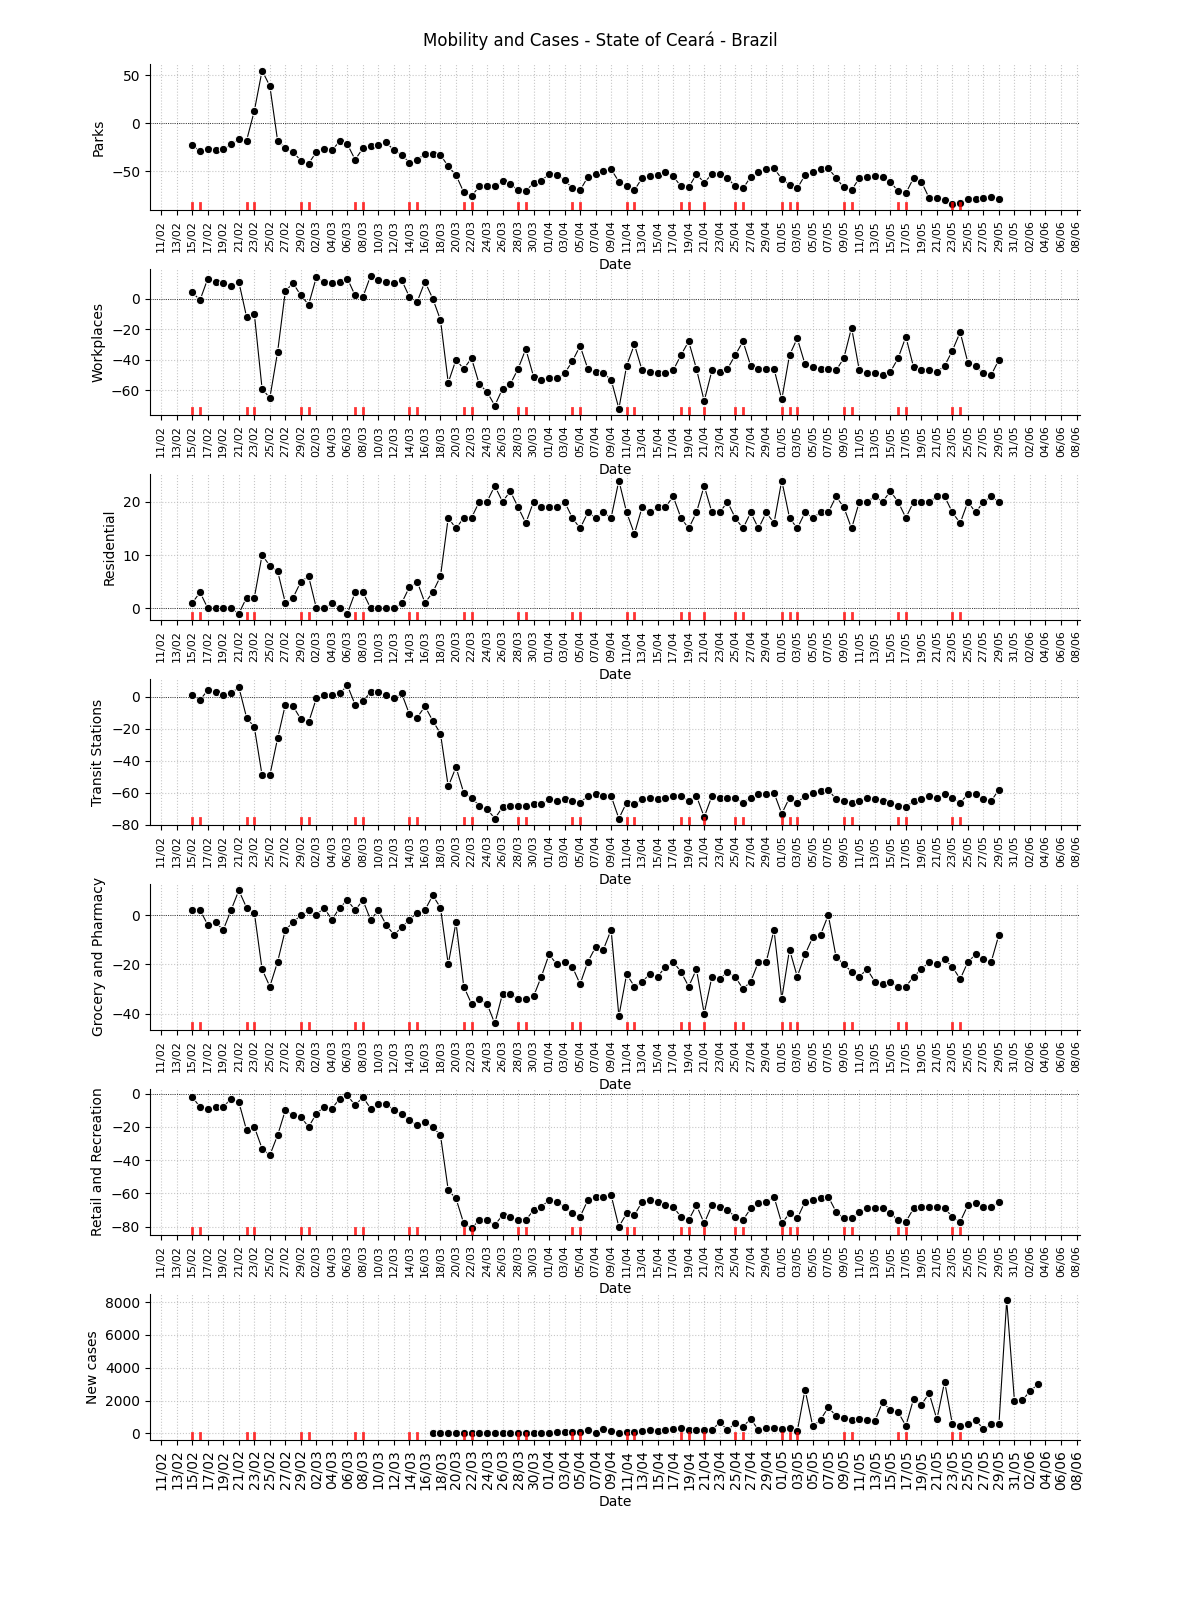 Mobility and Cases - State of Ceará - Brazil
Parks
50
0
−50
11/02 13/02 15/02 17/02 19/02 21/02 23/02 25/02 27/02 29/02 02/03 04/03 06/03 08/03 10/03 12/03 14/03 16/03 18/03 20/03 22/03 24/03 26/03 28/03 30/03 01/04 03/04 05/04 07/04 09/04 11/04 13/04 15/04 17/04 19/04 21/04 23/04 25/04 27/04 29/04 01/05 03/05 05/05 07/05 09/05 11/05 13/05 15/05 17/05 19/05 21/05 23/05 25/05 27/05 29/05 31/05 02/06 04/06 06/06 08/06
Date
Workplaces
0
−20
−40
−60
11/02 13/02 15/02 17/02 19/02 21/02 23/02 25/02 27/02 29/02 02/03 04/03 06/03 08/03 10/03 12/03 14/03 16/03 18/03 20/03 22/03 24/03 26/03 28/03 30/03 01/04 03/04 05/04 07/04 09/04 11/04 13/04 15/04 17/04 19/04 21/04 23/04 25/04 27/04 29/04 01/05 03/05 05/05 07/05 09/05 11/05 13/05 15/05 17/05 19/05 21/05 23/05 25/05 27/05 29/05 31/05 02/06 04/06 06/06 08/06
Date
Residential
20
10
0
11/02 13/02 15/02 17/02 19/02 21/02 23/02 25/02 27/02 29/02 02/03 04/03 06/03 08/03 10/03 12/03 14/03 16/03 18/03 20/03 22/03 24/03 26/03 28/03 30/03 01/04 03/04 05/04 07/04 09/04 11/04 13/04 15/04 17/04 19/04 21/04 23/04 25/04 27/04 29/04 01/05 03/05 05/05 07/05 09/05 11/05 13/05 15/05 17/05 19/05 21/05 23/05 25/05 27/05 29/05 31/05 02/06 04/06 06/06 08/06
Date
Transit Stations
0
−20
−40
−60
−80
11/02 13/02 15/02 17/02 19/02 21/02 23/02 25/02 27/02 29/02 02/03 04/03 06/03 08/03 10/03 12/03 14/03 16/03 18/03 20/03 22/03 24/03 26/03 28/03 30/03 01/04 03/04 05/04 07/04 09/04 11/04 13/04 15/04 17/04 19/04 21/04 23/04 25/04 27/04 29/04 01/05 03/05 05/05 07/05 09/05 11/05 13/05 15/05 17/05 19/05 21/05 23/05 25/05 27/05 29/05 31/05 02/06 04/06 06/06 08/06
Date
Grocery and Pharmacy
0
−20
−40
11/02 13/02 15/02 17/02 19/02 21/02 23/02 25/02 27/02 29/02 02/03 04/03 06/03 08/03 10/03 12/03 14/03 16/03 18/03 20/03 22/03 24/03 26/03 28/03 30/03 01/04 03/04 05/04 07/04 09/04 11/04 13/04 15/04 17/04 19/04 21/04 23/04 25/04 27/04 29/04 01/05 03/05 05/05 07/05 09/05 11/05 13/05 15/05 17/05 19/05 21/05 23/05 25/05 27/05 29/05 31/05 02/06 04/06 06/06 08/06
Date
Retail and Recreation
0
−20
−40
−60
−80
11/02 13/02 15/02 17/02 19/02 21/02 23/02 25/02 27/02 29/02 02/03 04/03 06/03 08/03 10/03 12/03 14/03 16/03 18/03 20/03 22/03 24/03 26/03 28/03 30/03 01/04 03/04 05/04 07/04 09/04 11/04 13/04 15/04 17/04 19/04 21/04 23/04 25/04 27/04 29/04 01/05 03/05 05/05 07/05 09/05 11/05 13/05 15/05 17/05 19/05 21/05 23/05 25/05 27/05 29/05 31/05 02/06 04/06 06/06 08/06
Date
New cases
8000
6000
4000
2000
0
11/02 13/02 15/02 17/02 19/02 21/02 23/02 25/02 27/02 29/02 02/03 04/03 06/03 08/03 10/03 12/03 14/03 16/03 18/03 20/03 22/03 24/03 26/03 28/03 30/03 01/04 03/04 05/04 07/04 09/04 11/04 13/04 15/04 17/04 19/04 21/04 23/04 25/04 27/04 29/04 01/05 03/05 05/05 07/05 09/05 11/05 13/05 15/05 17/05 19/05 21/05 23/05 25/05 27/05 29/05 31/05 02/06 04/06 06/06 08/06
Date